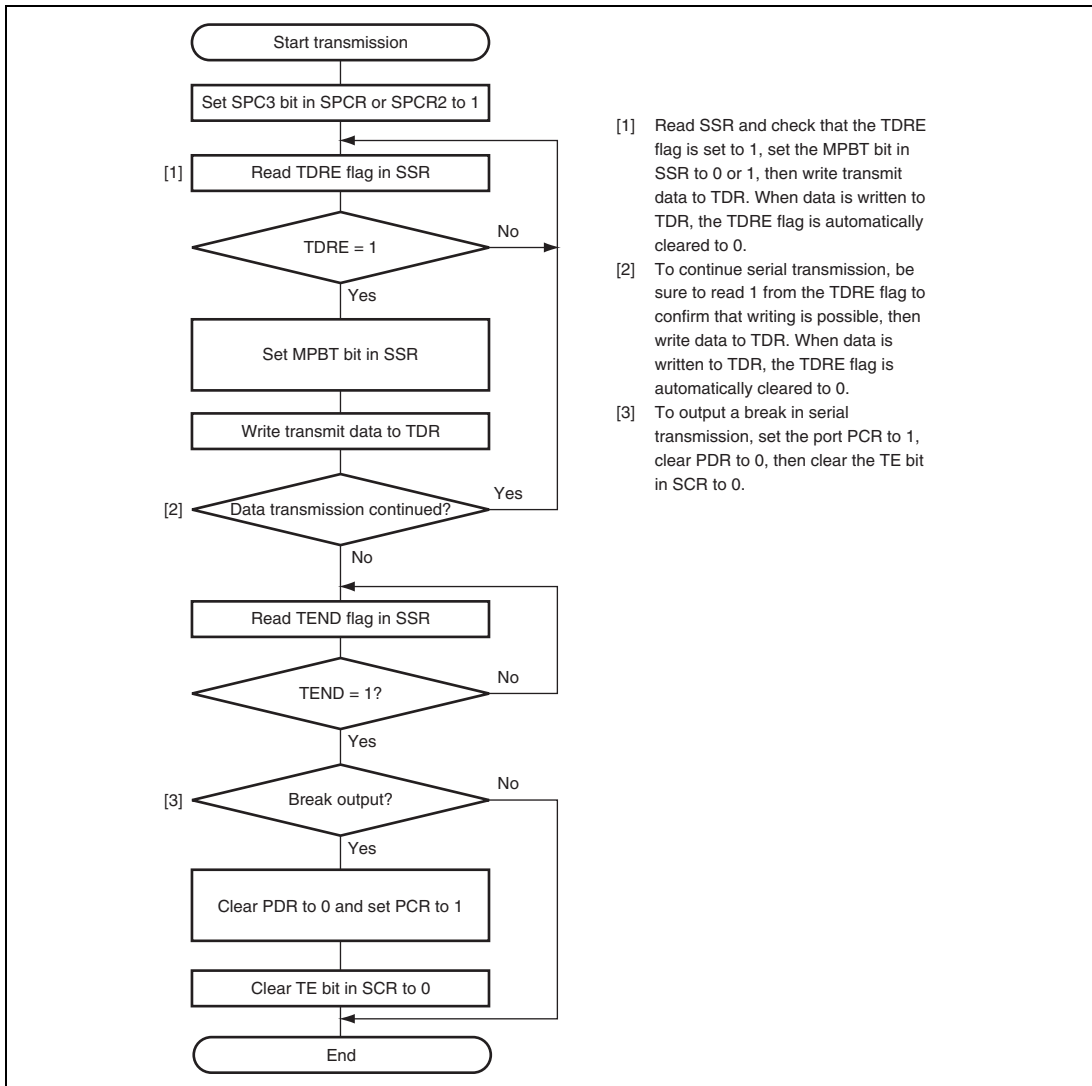 Start transmission
Set SPC3 bit in SPCR or SPCR2 to 1
[1]
Read TDRE flag in SSR
No
TDRE = 1
Yes
Set MPBT bit in SSR
Write transmit data to TDR
Yes
[2]
Data transmission continued?
No
Read TEND flag in SSR
No
TEND = 1?
Yes
No
[3]
Break output?
Yes
Clear PDR to 0 and set PCR to 1
Clear TE bit in SCR to 0
End
[1] Read SSR and check that the TDRE
flag is set to 1, set the MPBT bit in
SSR to 0 or 1, then write transmit
data to TDR. When data is written to
TDR, the TDRE flag is automatically
cleared to 0.
[2] To continue serial transmission, be
sure to read 1 from the TDRE flag to
confirm that writing is possible, then
write data to TDR. When data is
written to TDR, the TDRE flag is
automatically cleared to 0.
[3] To output a break in serial
transmission, set the port PCR to 1,
clear PDR to 0, then clear the TE bit
in SCR to 0.